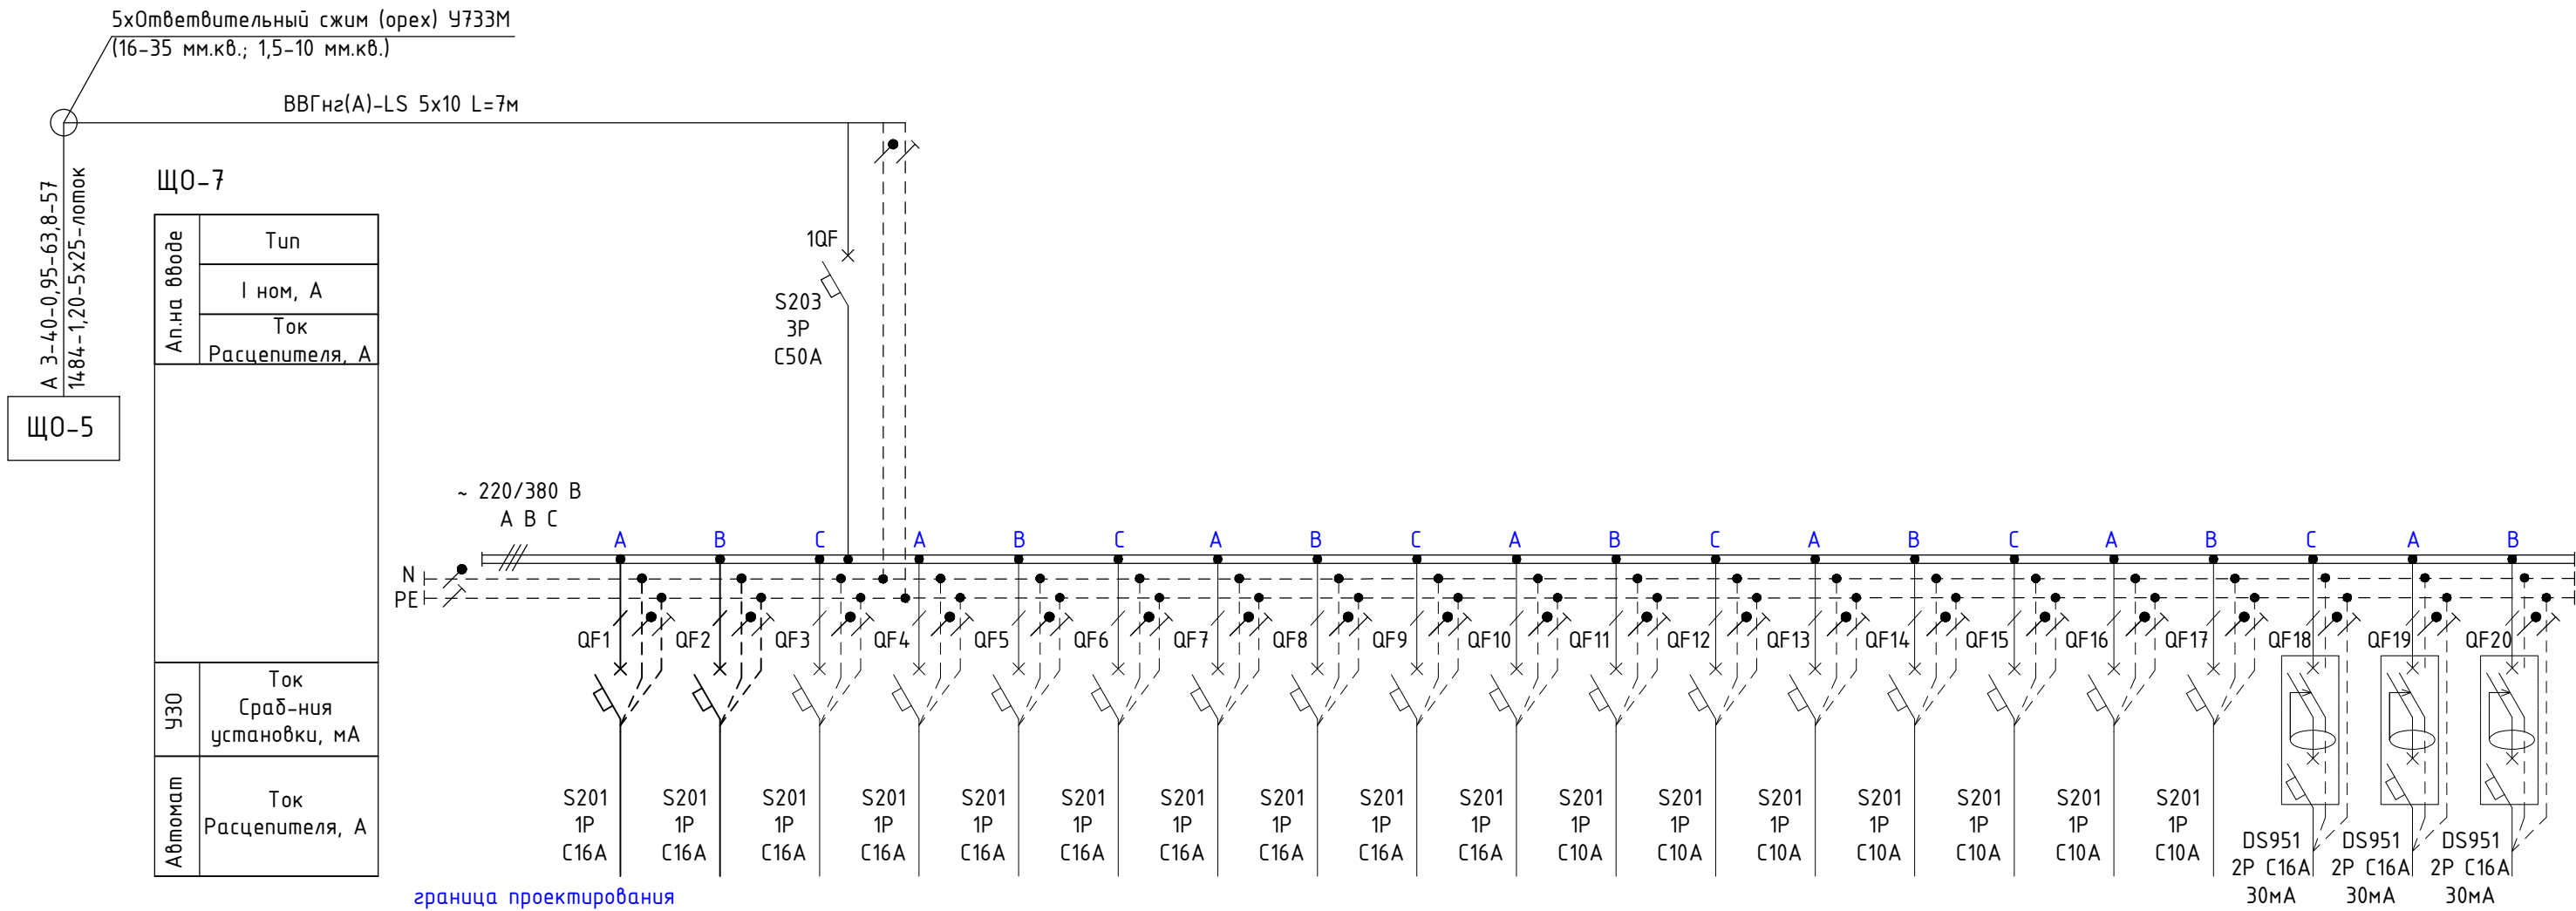 5хОтветвительный сжим (орех) У733М
(16-35 мм.кв.; 1,5-10 мм.кв.)
ВВГнг(А)-LS 5х10 L=7м
А 3-40-0,95-63,8-57
1484-1,20-5х25-лоток
ЩО-5
ЩО-7
Ап.на вводе
Тип
I ном, А
Ток
Расцепителя, А
УЗО
Ток
Сраб-ния
установки, мА
Автомат
Ток
Расцепителя, А
1QF
S203
3P
C50A
~ 220/380 В
А В С
N
PE
A B C A B C A B C A B C A B C A B C A B
QF1 QF2 QF3 QF4 QF5 QF6 QF7 QF8 QF9 QF10 QF11 QF12 QF13 QF14 QF15 QF16 QF17 QF18 QF19 QF20
S201 S201 S201 S201 S201 S201 S201 S201 S201 S201 S201 S201 S201 S201 S201 S201 S201
1P 1P 1P 1P 1P 1P 1P 1P 1P 1P 1P 1P 1P 1P 1P 1P 1P
C16A C16A C16A C16A C16A C16A C16A C16A C16A C16A C10A C10A C10A C10A C10A C10A C10A
DS951 DS951 DS951
2P C16A 2P C16A 2P C16A
30мА 30мА 30мА
граница проектирования